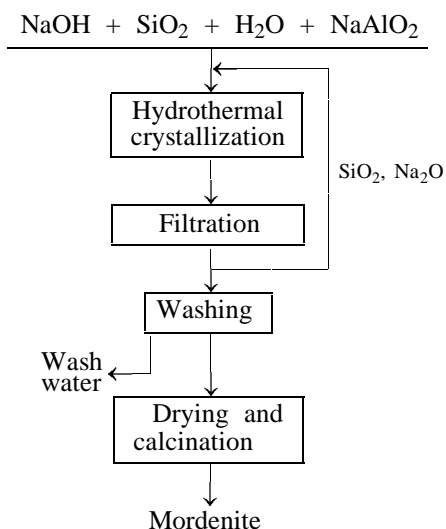 NaOH + SiO₂ + H₂O + NaAlO₂
Hydrothermal
crystallization
SiO₂, Na₂O
Filtration
Washing
Wash
water
Drying and
calcination
Mordenite